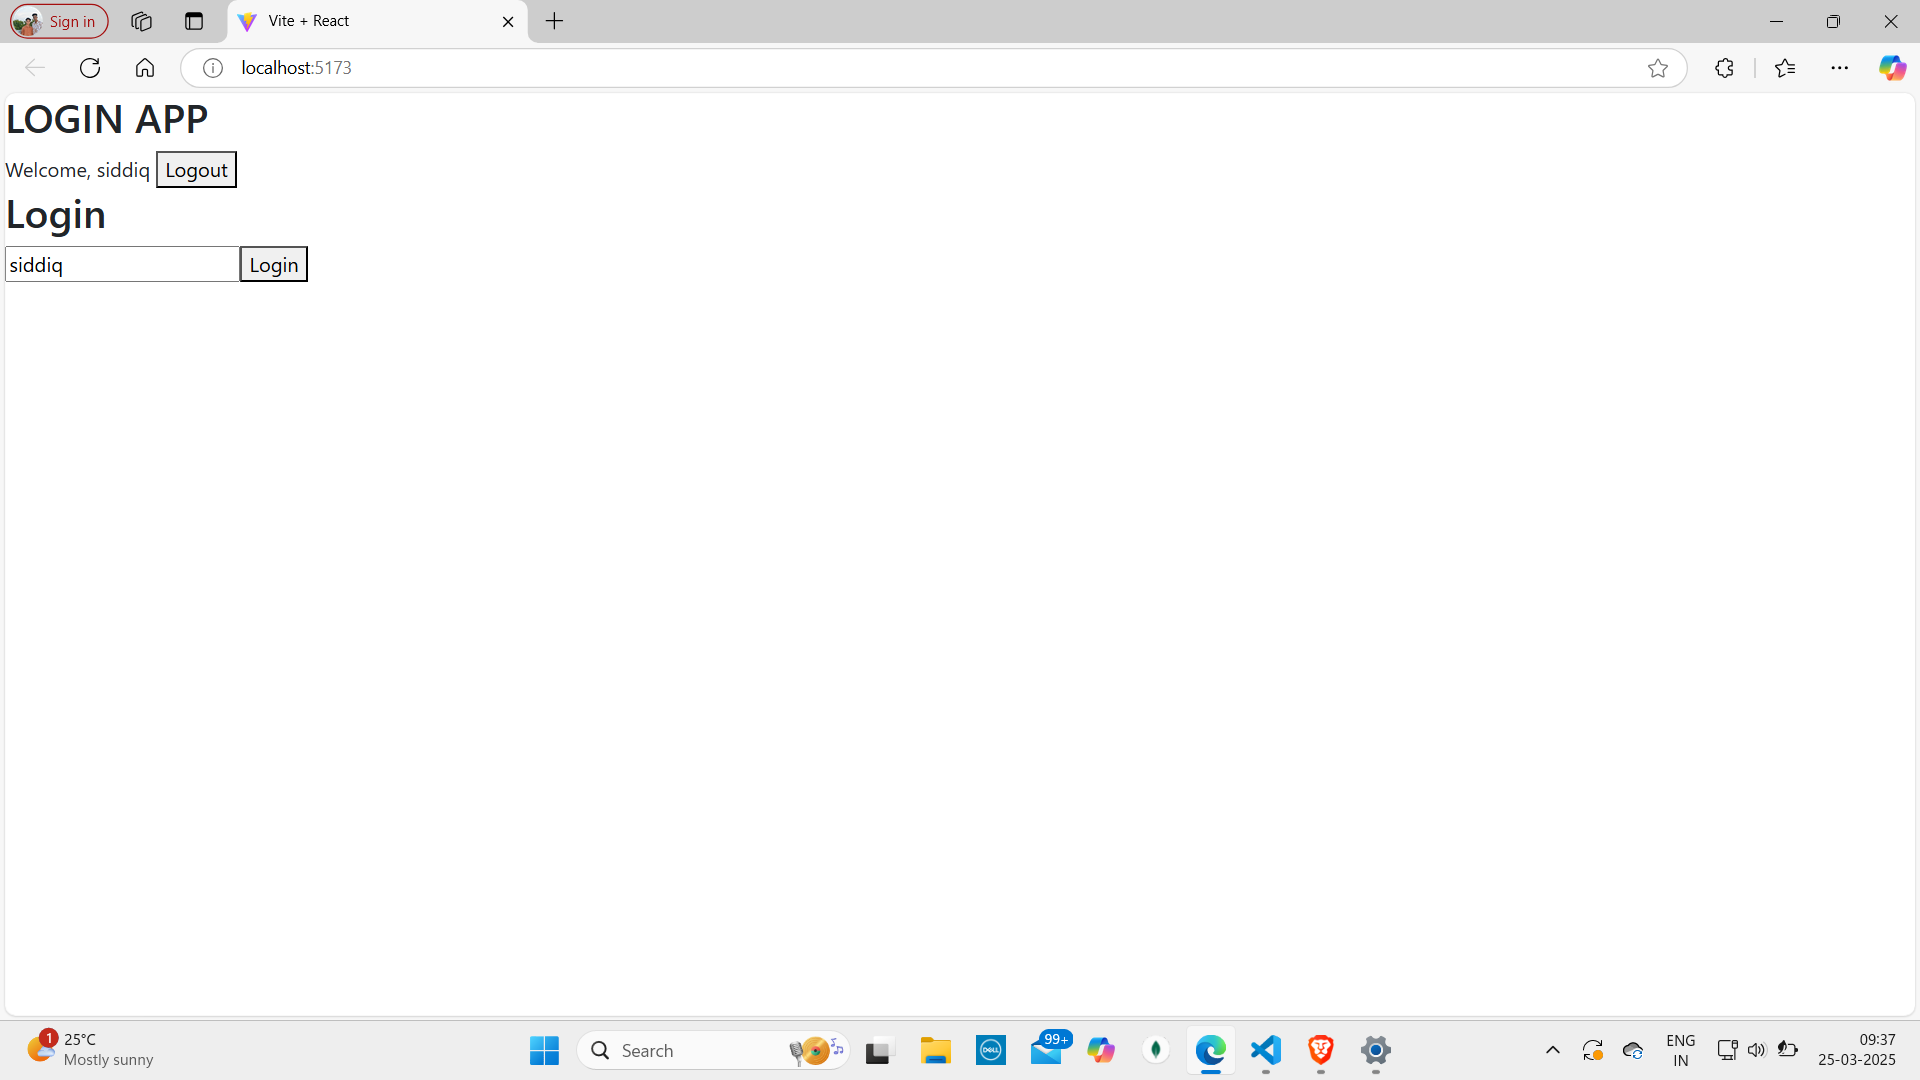 Sign in
Vite + React
localhost:5173
LOGIN APP
Welcome, siddiq Logout
Login
siddiq Login
1
25°C
Mostly sunny
Search
DELL
99+
ENG
IN
09:37
25-03-2025